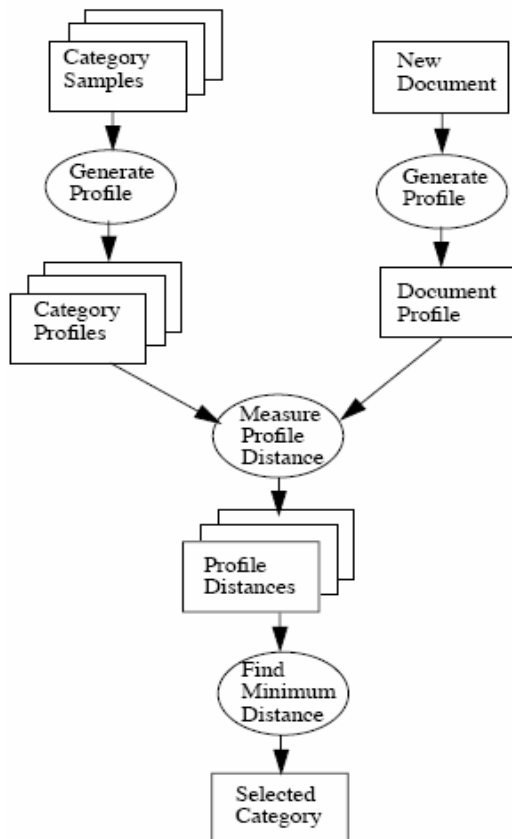 Category
Samples
New
Document
Generate
Profile
Generate
Profile
Category
Profiles
Document
Profile
Measure
Profile
Distance
Profile
Distances
Find
Minimum
Distance
Selected
Category